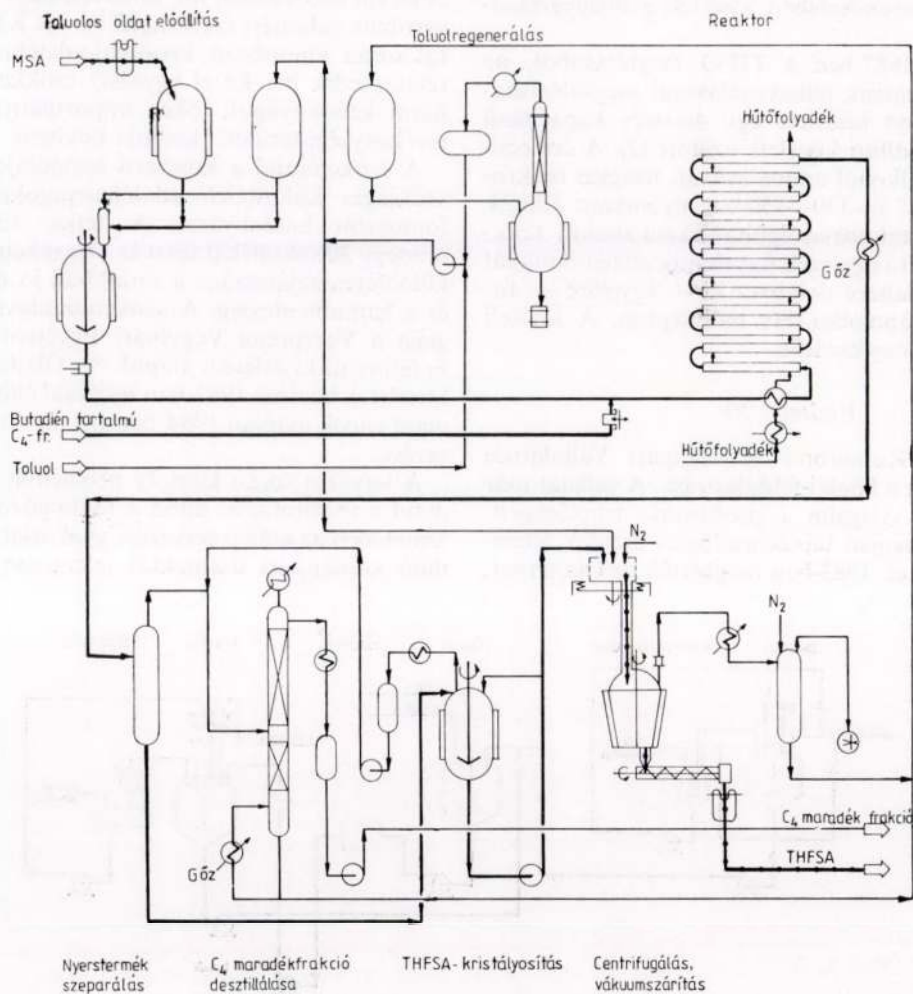 Toluolos oldat előállítás
MSA
Toluolregenerálás
Reaktor
Hűtőfolyadék
Gőz
Butadién tartalmú
C₄-fr.
Toluol
Hűtőfolyadék
N₂
N₂
M
M
Gőz
C₄ maradék frakció
THFSA
Nyerstermék
szeparálás
C₄ maradékfrakció
desztillálása
THFSA-kristályosítás
Centrifugálás,
vákuumszárítás